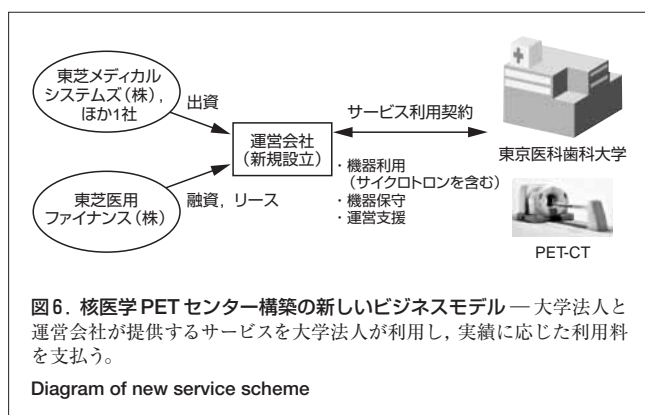 東芝メディカル
システムズ(株),
ほか1社
出資
運営会社
(新規設立)
サービス利用契約
東京医科歯科大学
東芝医用
ファイナンス(株)
融資, リース
・機器利用
(サイクロトロンを含む)
・機器保守
・運営支援
PET-CT
図6. 核医学PETセンター構築の新しいビジネスモデル — 大学法人と
運営会社が提供するサービスを大学法人が利用し, 実績に応じた利用料
を支払う。
Diagram of new service scheme